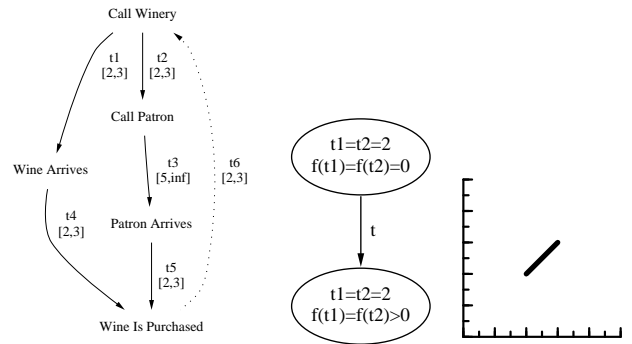 Call Winery
t1
[2,3]
t2
[2,3]
Call Patron
Wine Arrives
t3
[5,inf]
t6
[2,3]
t4
[2,3]
Patron Arrives
t5
[2,3]
Wine Is Purchased
t1=t2=2
f(t1)=f(t2)=0
t
t1=t2=2
f(t1)=f(t2)>0